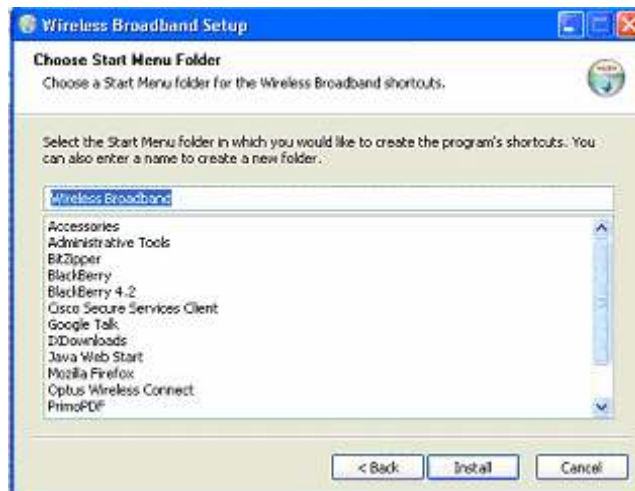 Wireless Broadband Setup
Choose Start Menu Folder
Choose a Start Menu folder for the Wireless Broadband shortcuts.
Select the Start Menu folder in which you would like to create the program's shortcuts. You
can also enter a name to create a new folder.
Wireless Broadband
Accessories
Administrative Tools
BitZipper
BlackBerry
BlackBerry 4.2
Cisco Secure Services Client
Google Talk
IXDownloads
Java Web Start
Mozilla Firefox
Optus Wireless Connect
PrimoPDF
< Back
Install
Cancel